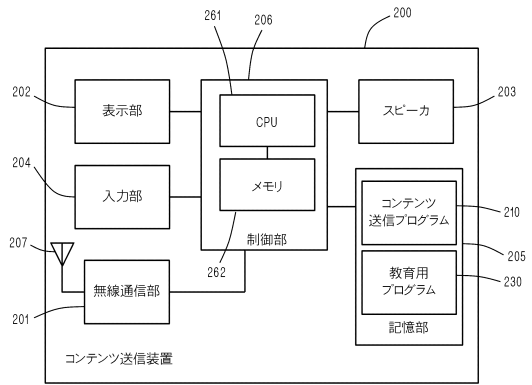 261
206
200
202
表示部
CPU
スピーカ
203
204
入力部
メモリ
コンテンツ
送信プログラム
210
207
制御部
205
262
教育用
プログラム
230
無線通信部
201
記憶部
コンテンツ送信装置